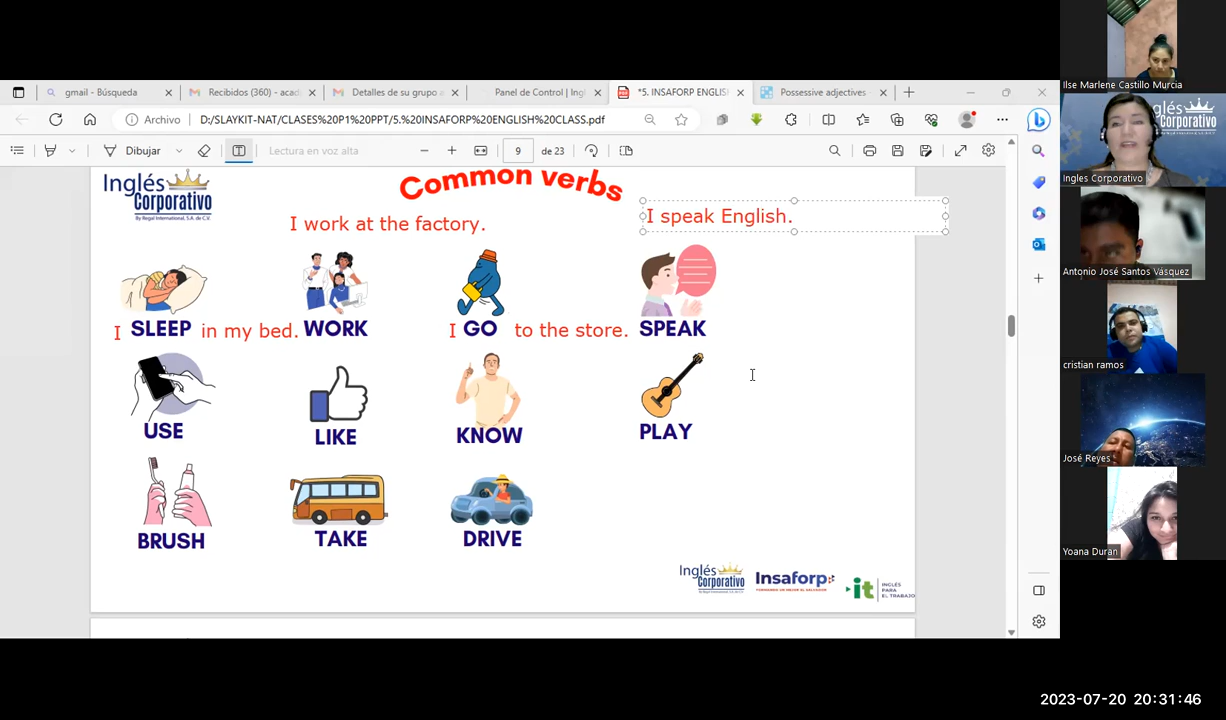 gmail - Búsqueda
Recibidos (360) - acad
Detalles de su grupo a
Panel de Control | Ingl
*5. INSAFORP ENGLISH
Possessive adjectives -
Archivo
D:/SLAYKIT-NAT/CLASES%20P1%20PPT/5.%20INSAFORP%20ENGLISH%20CLASS.pdf
Dibujar
Lectura en voz alta
9
de 23
Inglés
Corporativo
By Regal International, S.A. de C.V.
Common verbs
I work at the factory.
I speak English.
I SLEEP in my bed.
WORK
I GO to the store.
SPEAK
USE
LIKE
KNOW
PLAY
BRUSH
TAKE
DRIVE
Inglés
Corporativo
Insaforp
it
INGLÉS
PARA
EL TRABAJO
Ilse Marlene Castillo Murcia
Inglés
Corporativo
Ingles Corporativo
Antonio José Santos Vásquez
cristian ramos
José Reyes
Yoana Duran
2023-07-20 20:31:46